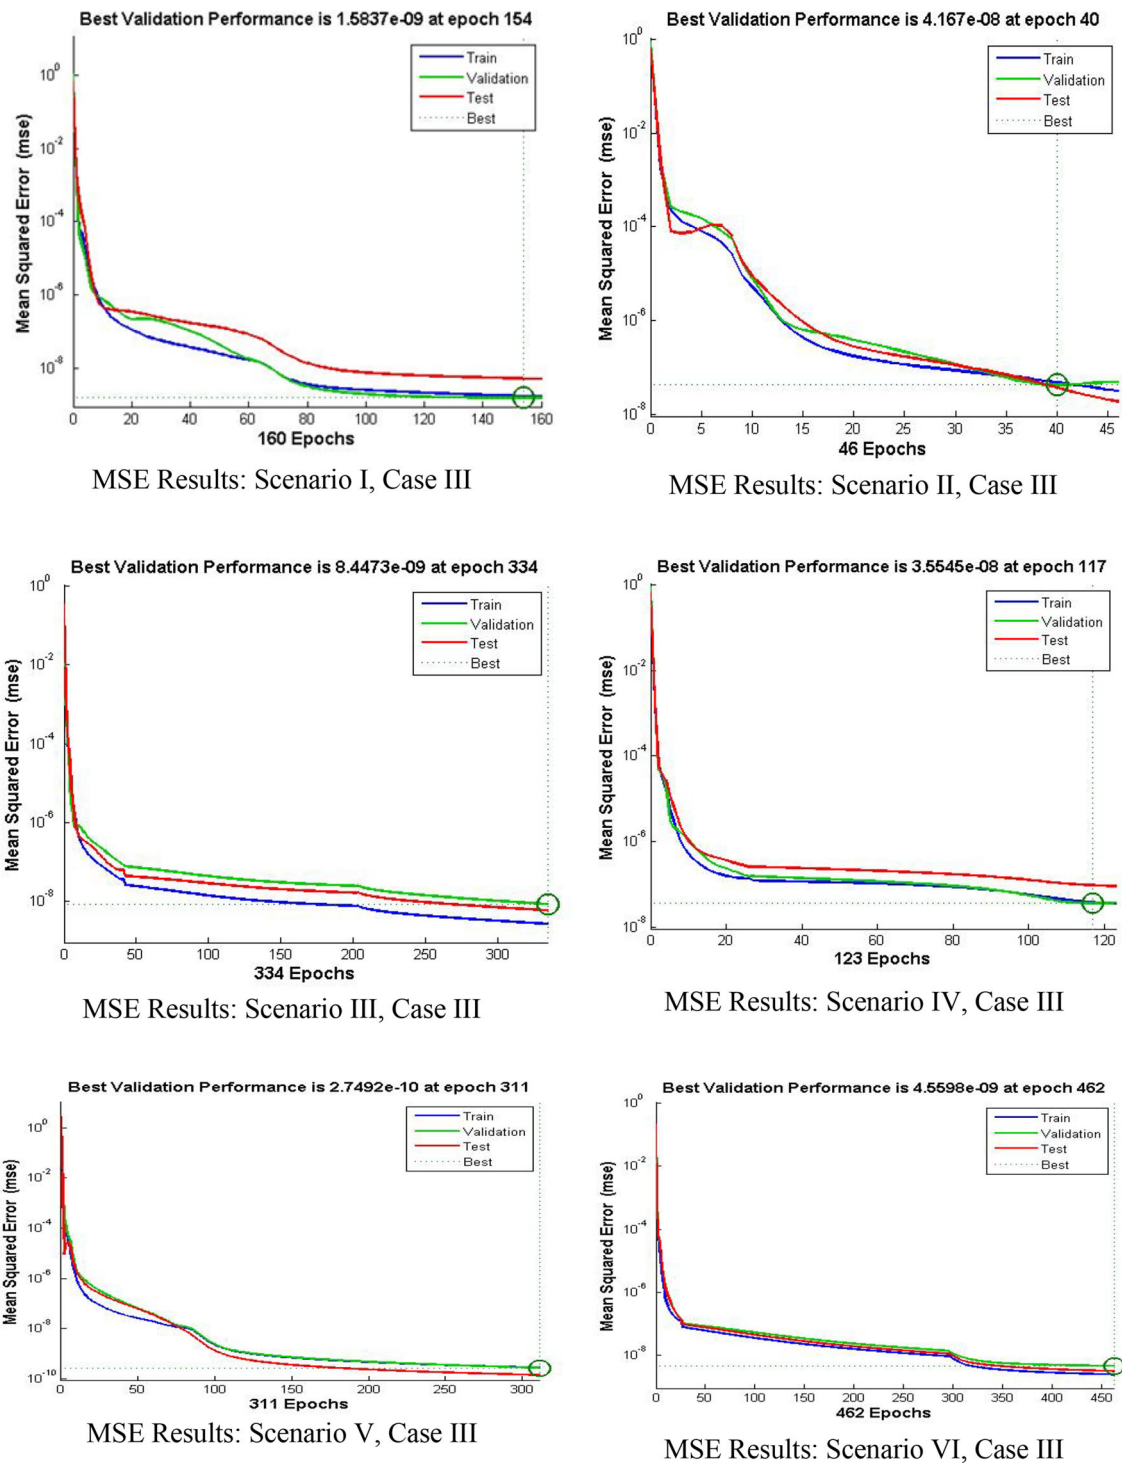 Best Validation Performance is 1.5837e-09 at epoch 154
Mean Squared Error (mse)
10^0
10^-2
10^-4
10^-6
10^-8
Train
Validation
Test
Best
0 20 40 60 80 100 120 140 160
160 Epochs
MSE Results: Scenario I, Case III
Best Validation Performance is 4.167e-08 at epoch 40
Mean Squared Error (mse)
10^0
10^-2
10^-4
10^-6
10^-8
Train
Validation
Test
Best
0 5 10 15 20 25 30 35 40 45
46 Epochs
MSE Results: Scenario II, Case III
Best Validation Performance is 8.4473e-09 at epoch 334
Mean Squared Error (mse)
10^0
10^-2
10^-4
10^-6
10^-8
Train
Validation
Test
Best
0 50 100 150 200 250 300
334 Epochs
MSE Results: Scenario III, Case III
Best Validation Performance is 3.5545e-08 at epoch 117
Mean Squared Error (mse)
10^0
10^-2
10^-4
10^-6
10^-8
Train
Validation
Test
Best
0 20 40 60 80 100 120
123 Epochs
MSE Results: Scenario IV, Case III
Best Validation Performance is 2.7492e-10 at epoch 311
Mean Squared Error (mse)
10^0
10^-2
10^-4
10^-6
10^-8
10^-10
Train
Validation
Test
Best
0 50 100 150 200 250 300
311 Epochs
MSE Results: Scenario V, Case III
Best Validation Performance is 4.5598e-09 at epoch 462
Mean Squared Error (mse)
10^0
10^-2
10^-4
10^-6
10^-8
Train
Validation
Test
Best
0 50 100 150 200 250 300 350 400 450
462 Epochs
MSE Results: Scenario VI, Case III